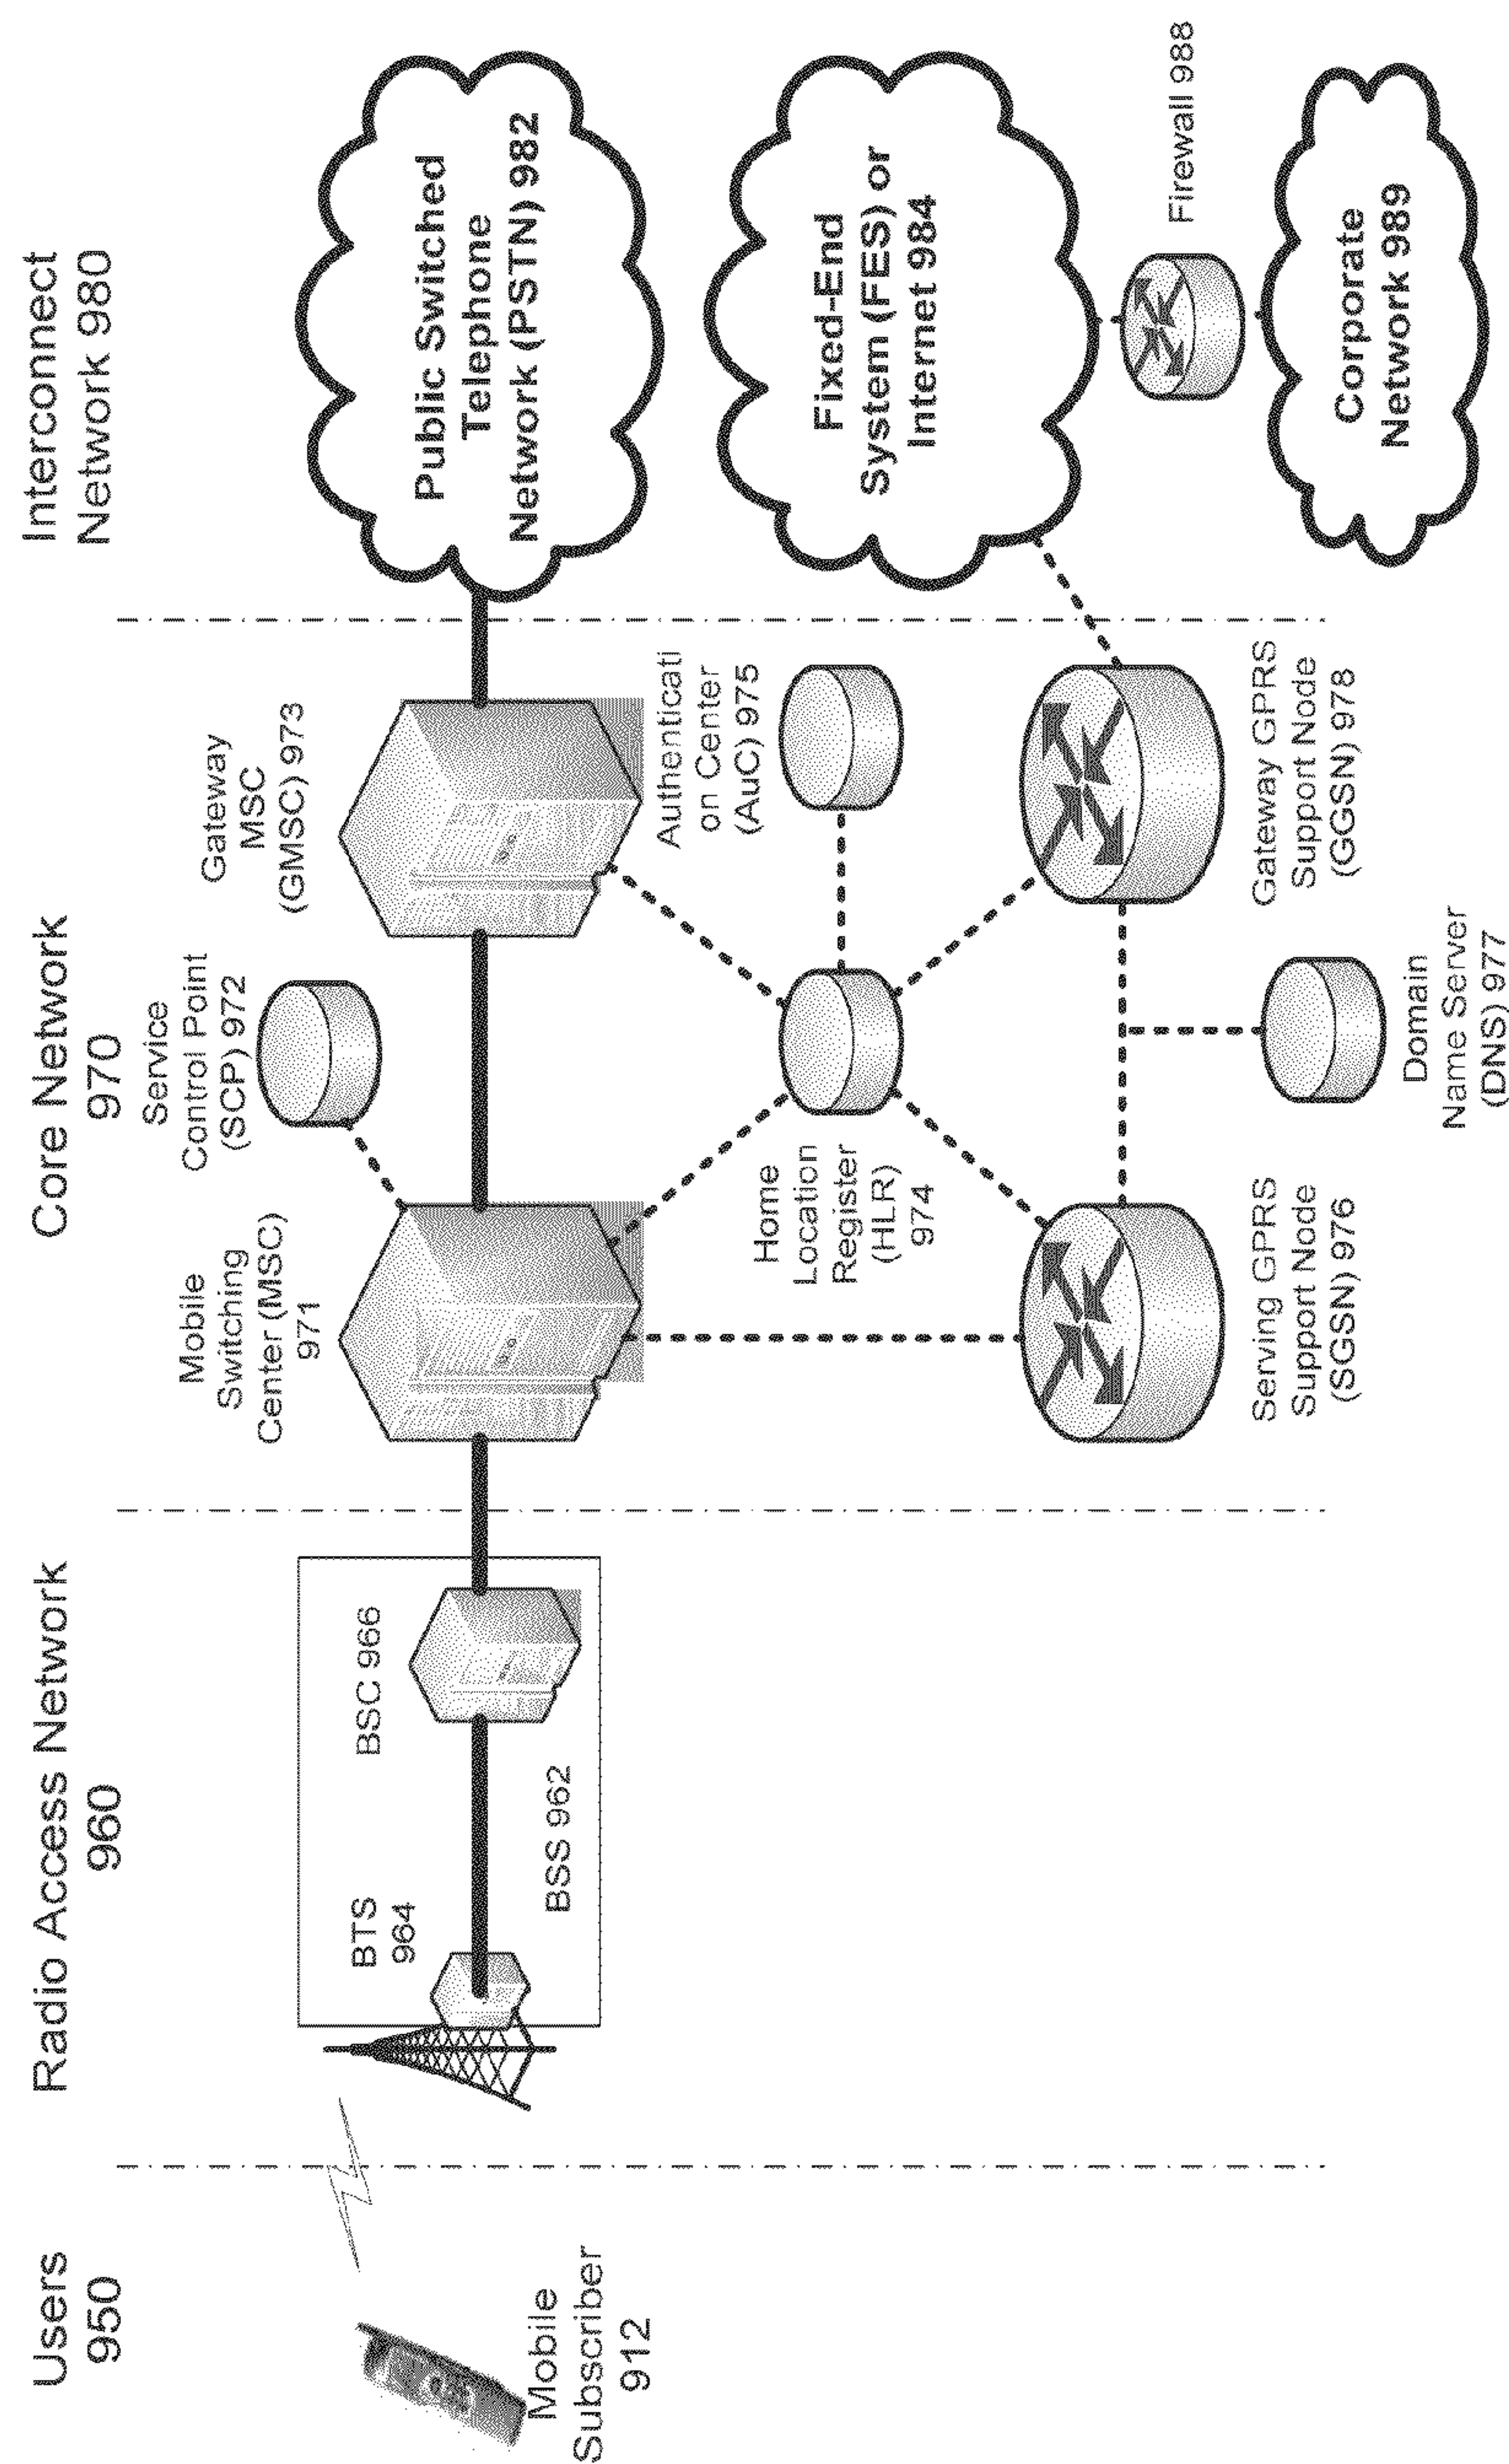 Users
950
Radio Access Network
960
Core Network
970
Interconnect
Network 980
Mobile
Subscriber
912
BTS
964
BSC 966
BSS 962
Mobile
Switching
Center (MSC)
971
Service
Control Point
(SCP) 972
Gateway
MSC
(GMSC) 973
Home
Location
Register
(HLR)
974
Authenticati
on Center
(AuC) 975
Serving GPRS
Support Node
(SGSN) 976
Domain
Name Server
(DNS) 977
Gateway GPRS
Support Node
(GGSN) 978
Public Switched
Telephone
Network (PSTN) 982
Fixed-End
System (FES) or
Internet 984
Firewall 988
Corporate
Network 989